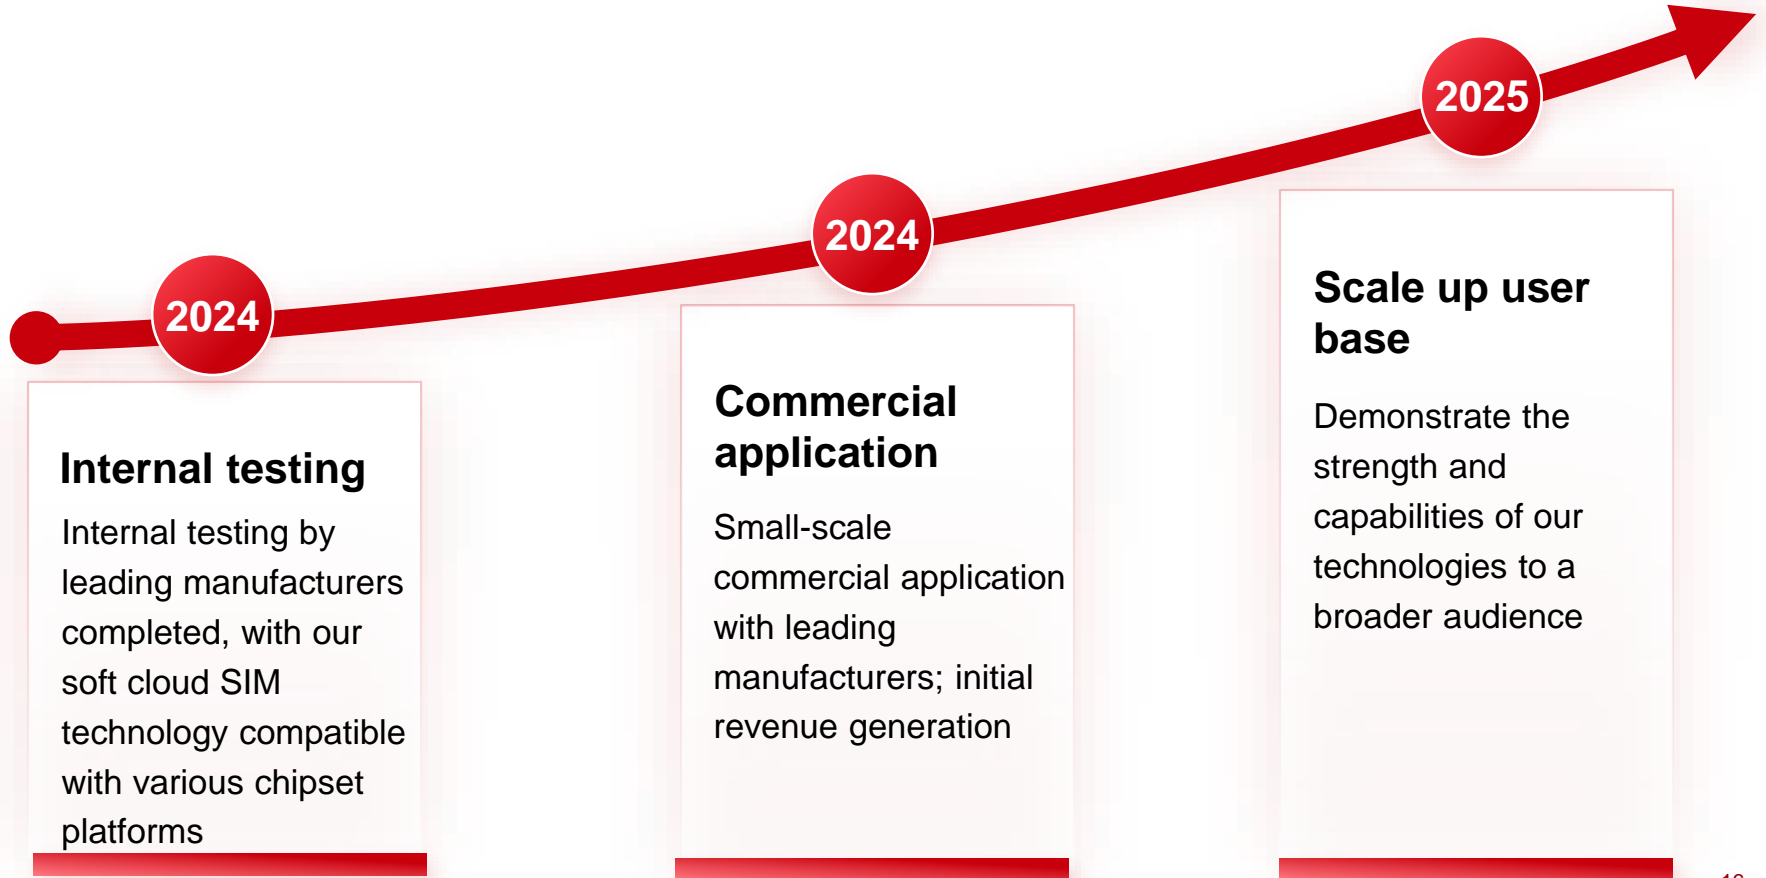 2024
Internal testing
Internal testing by
leading manufacturers
completed, with our
soft cloud SIM
technology compatible
with various chipset
platforms
2024
Commercial
application
Small-scale
commercial application
with leading
manufacturers; initial
revenue generation
2025
Scale up user
base
Demonstrate the
strength and
capabilities of our
technologies to a
broader audience